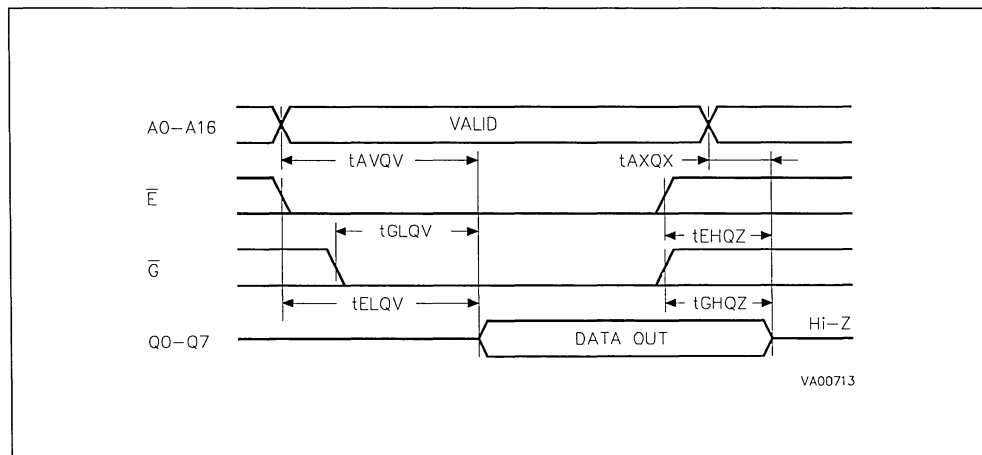 A0-A16
VALID
tAVQV
tAXQX
E̅
tGLQV
tEHQZ
G̅
tELQV
tGHQZ
Q0-Q7
DATA OUT
Hi-Z
VA00713